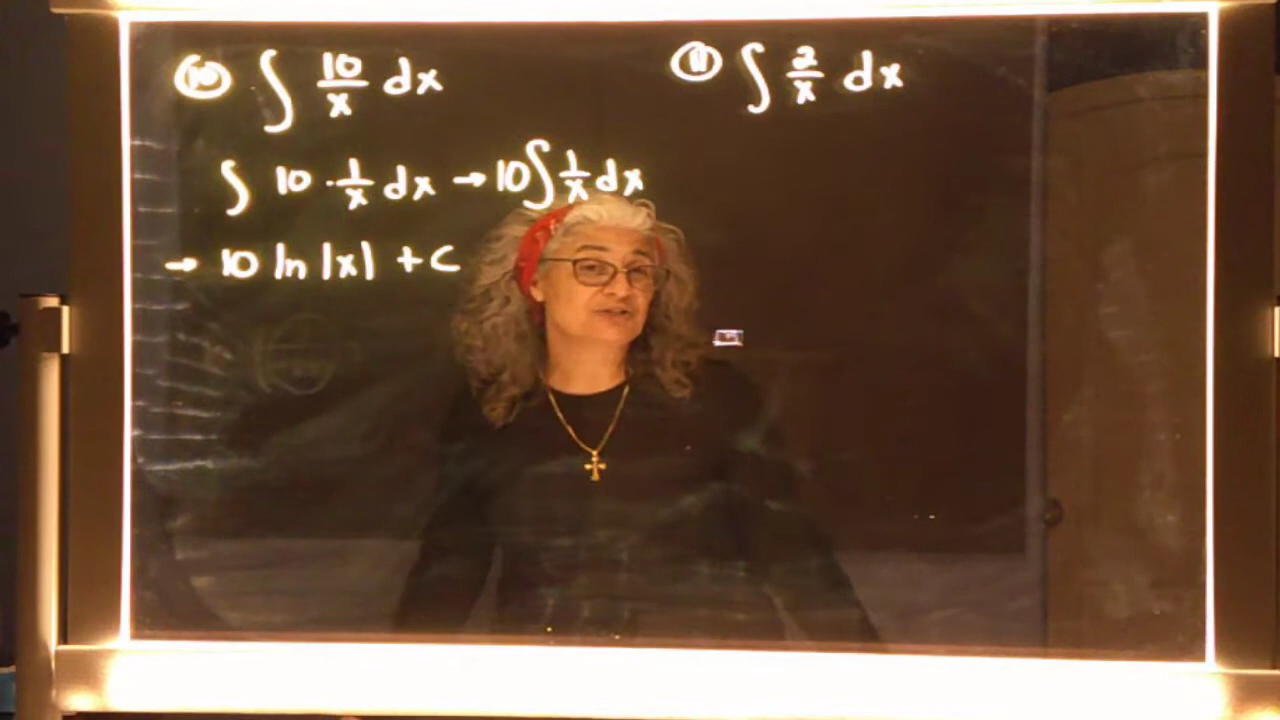 ⑩ ∫ 10/x dx
∫ 10 · 1/x dx → 10 ∫ 1/x dx
→ 10 ln |x| + C
⑪ ∫ 2/x dx